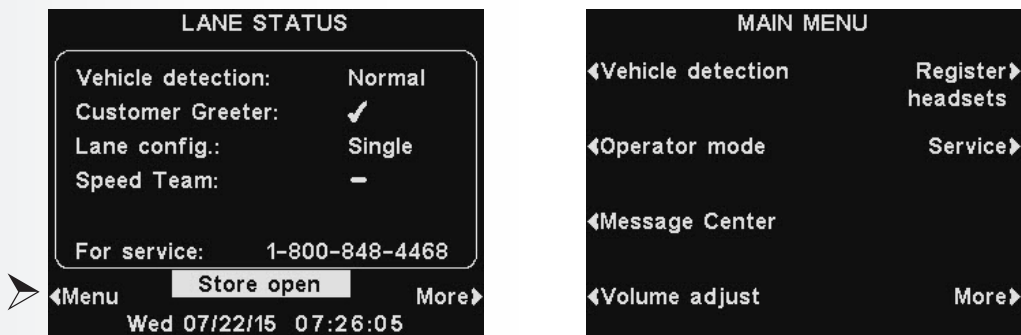 LANE STATUS
Vehicle detection: Normal
Customer Greeter: ✓
Lane config.: Single
Speed Team: –
For service: 1-800-848-4468
Store open
Menu More
Wed 07/22/15 07:26:05
MAIN MENU
Vehicle detection Register
headsets
Operator mode Service
Message Center
Volume adjust More